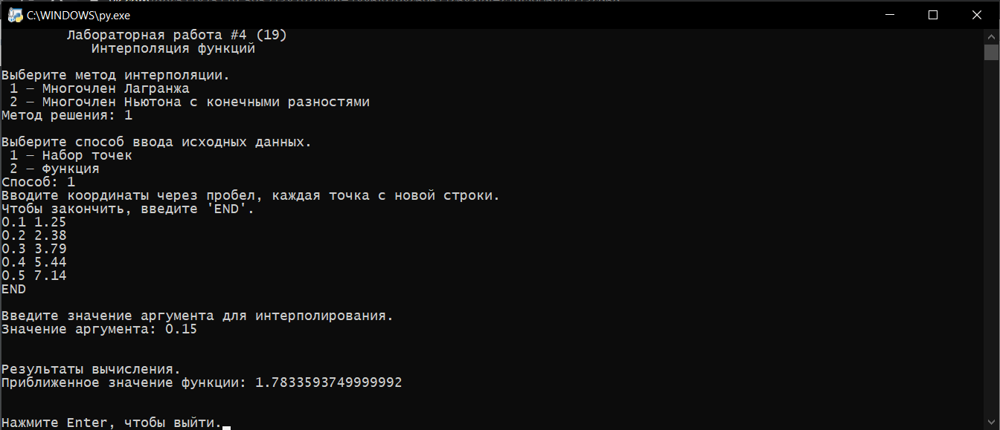 C:\WINDOWS\py.exe
Лабораторная работа #4 (19)
Интерполяция функций
Выберите метод интерполяции.
1 – Многочлен Лагранжа
2 – Многочлен Ньютона с конечными разностями
Метод решения: 1
Выберите способ ввода исходных данных.
1 – Набор точек
2 – Функция
Способ: 1
Вводите координаты через пробел, каждая точка с новой строки.
Чтобы закончить, введите 'END'.
0.1 1.25
0.2 2.38
0.3 3.79
0.4 5.44
0.5 7.14
END
Введите значение аргумента для интерполирования.
Значение аргумента: 0.15
Результаты вычисления.
Приближенное значение функции: 1.7833593749999992
Нажмите Enter, чтобы выйти.